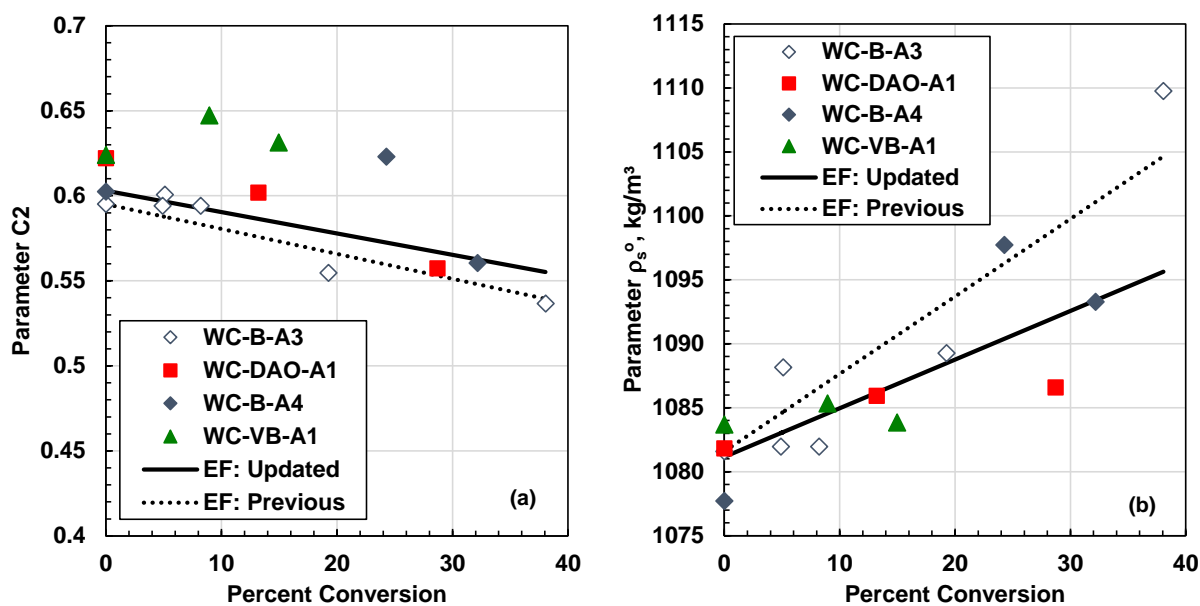 0.7
0.65
0.6
0.55
0.5
0.45
0.4
Parameter C2
0 10 20 30 40
Percent Conversion
WC-B-A3
WC-DAO-A1
WC-B-A4
WC-VB-A1
EF: Updated
EF: Previous
(a)
1115
1110
1105
1100
1095
1090
1085
1080
1075
Parameter ρₛº, kg/m³
0 10 20 30 40
Percent Conversion
WC-B-A3
WC-DAO-A1
WC-B-A4
WC-VB-A1
EF: Updated
EF: Previous
(b)